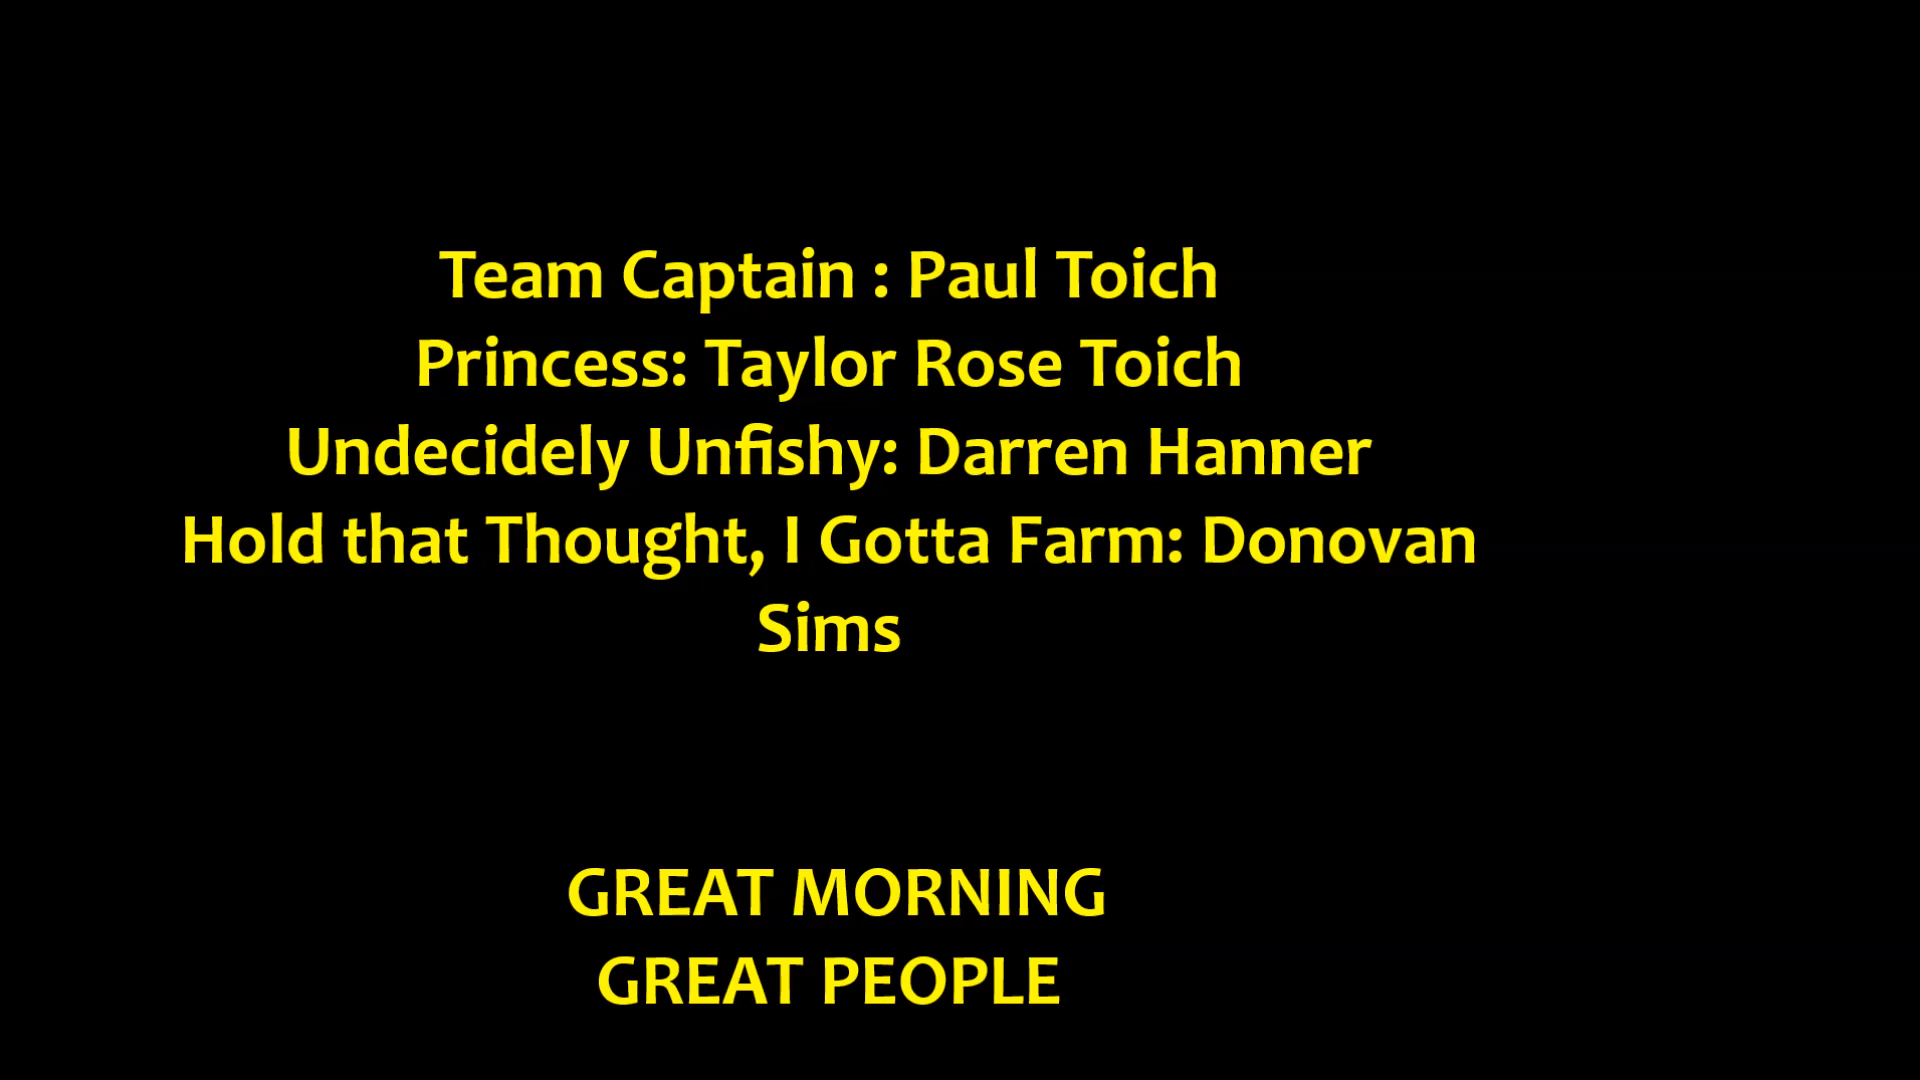 Team Captain : Paul Toich
Princess: Taylor Rose Toich
Undecidely Unfishy: Darren Hanner
Hold that Thought, I Gotta Farm: Donovan
Sims
GREAT MORNING
GREAT PEOPLE